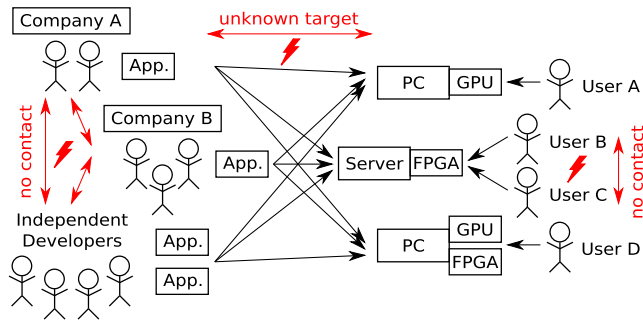 Company A
unknown target
App.
PC
GPU
User A
no contact
Company B
User B
App.
Server
FPGA
no contact
User C
Independent
Developers
App.
GPU
PC
User D
App.
FPGA